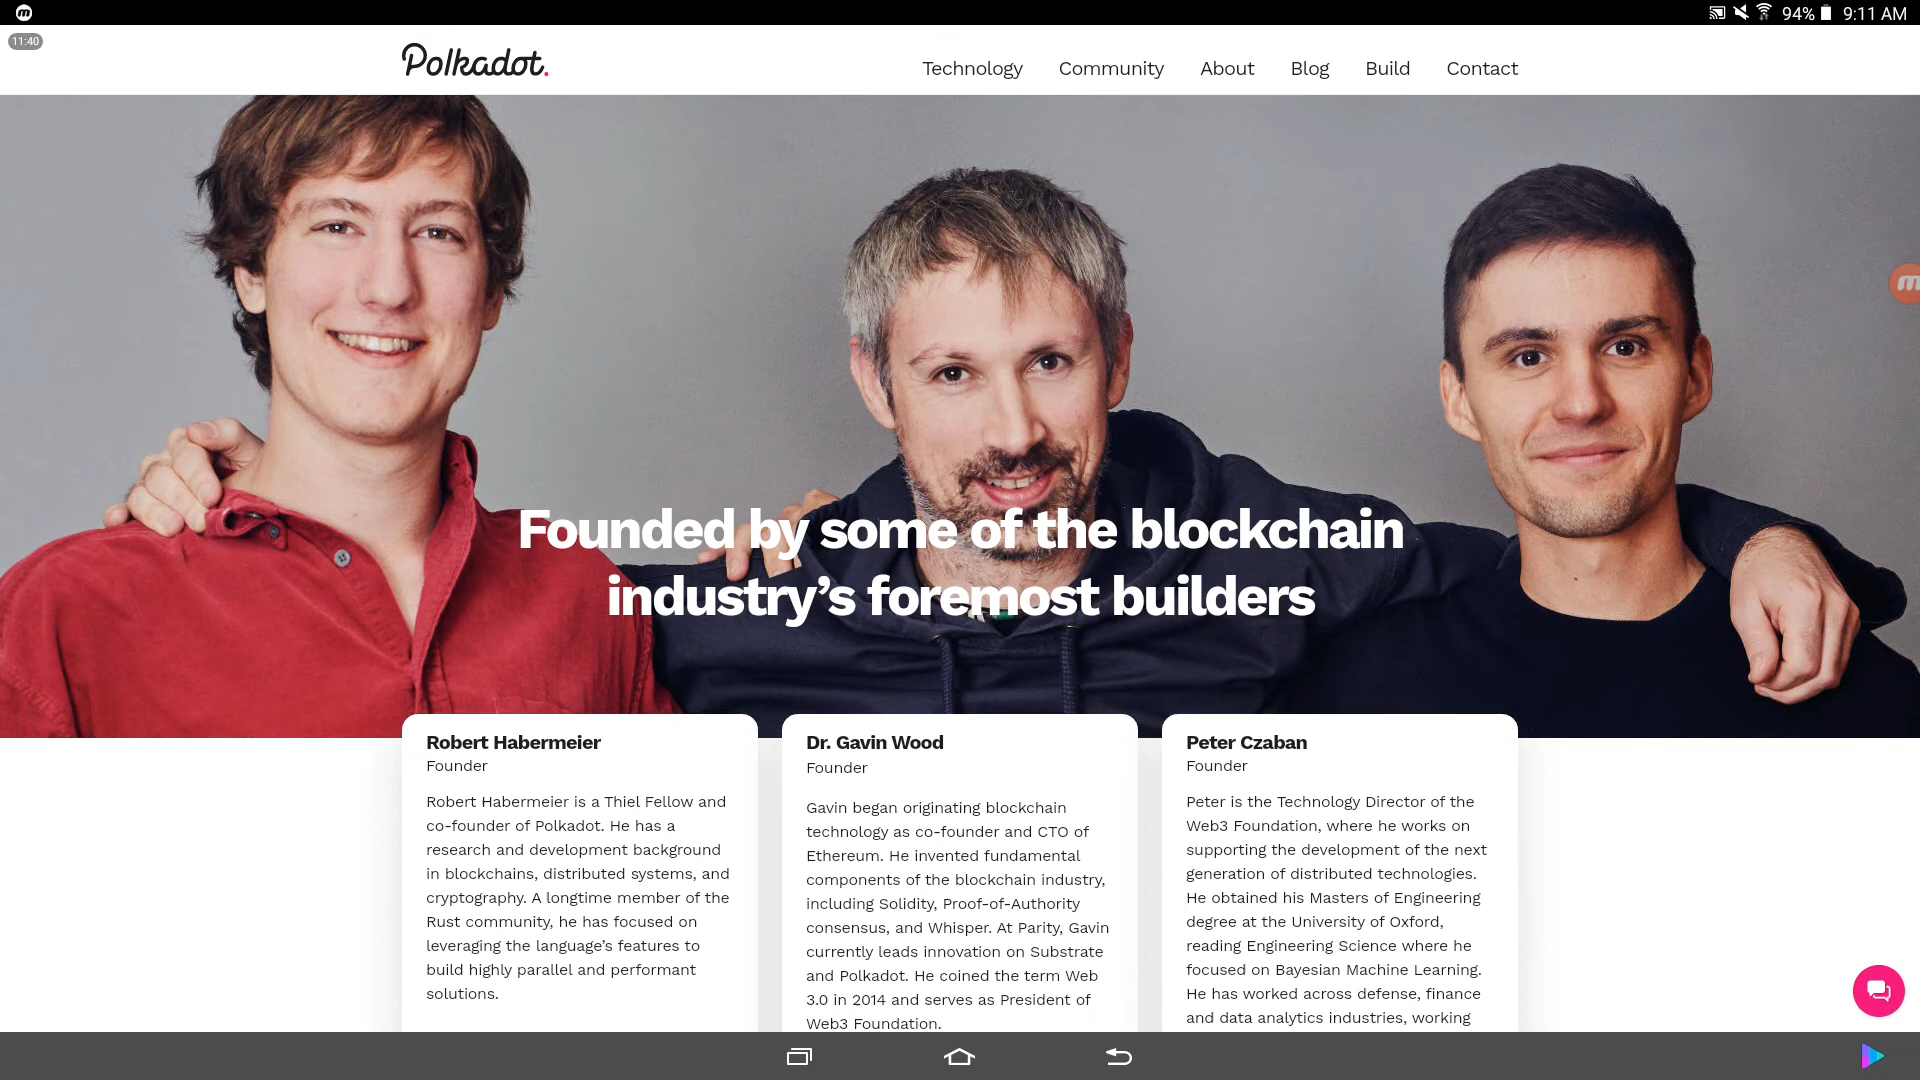 94% 9:11 AM
11:40
Polkadot.
Technology Community About Blog Build Contact
Founded by some of the blockchain
industry’s foremost builders
Robert Habermeier
Founder
Robert Habermeier is a Thiel Fellow and
co-founder of Polkadot. He has a
research and development background
in blockchains, distributed systems, and
cryptography. A longtime member of the
Rust community, he has focused on
leveraging the language’s features to
build highly parallel and performant
solutions.
Dr. Gavin Wood
Founder
Gavin began originating blockchain
technology as co-founder and CTO of
Ethereum. He invented fundamental
components of the blockchain industry,
including Solidity, Proof-of-Authority
consensus, and Whisper. At Parity, Gavin
currently leads innovation on Substrate
and Polkadot. He coined the term Web
3.0 in 2014 and serves as President of
Web3 Foundation.
Peter Czaban
Founder
Peter is the Technology Director of the
Web3 Foundation, where he works on
supporting the development of the next
generation of distributed technologies.
He obtained his Masters of Engineering
degree at the University of Oxford,
reading Engineering Science where he
focused on Bayesian Machine Learning.
He has worked across defense, finance
and data analytics industries, working